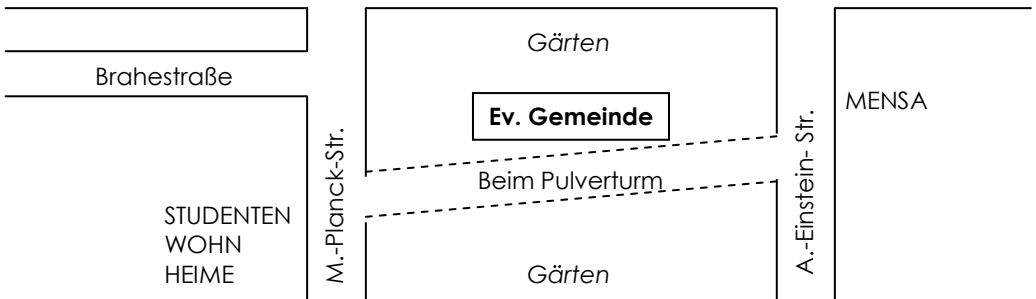 Gärten
Brahestraße
Ev. Gemeinde
MENSA
M.-Planck-Str.
Beim Pulverturm
A.-Einstein- Str.
STUDENTEN
WOHN
HEIME
Gärten